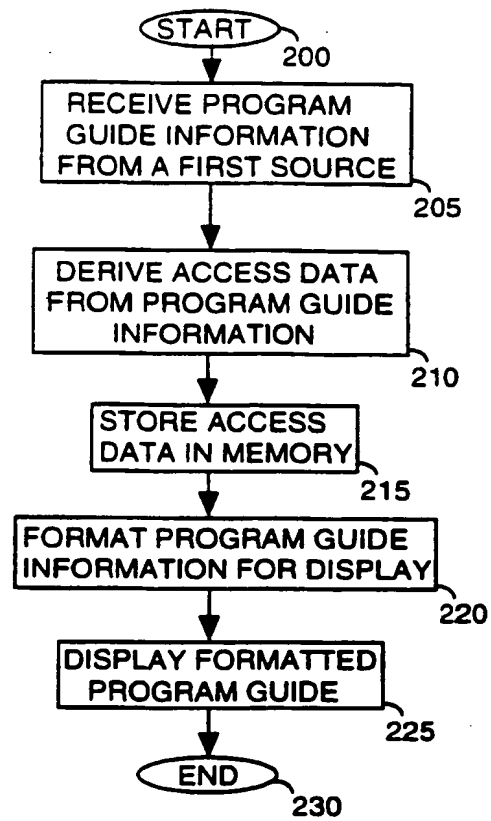 START
200
RECEIVE PROGRAM
GUIDE INFORMATION
FROM A FIRST SOURCE
205
DERIVE ACCESS DATA
FROM PROGRAM GUIDE
INFORMATION
210
STORE ACCESS
DATA IN MEMORY
215
FORMAT PROGRAM GUIDE
INFORMATION FOR DISPLAY
220
DISPLAY FORMATTED
PROGRAM GUIDE
225
END
230